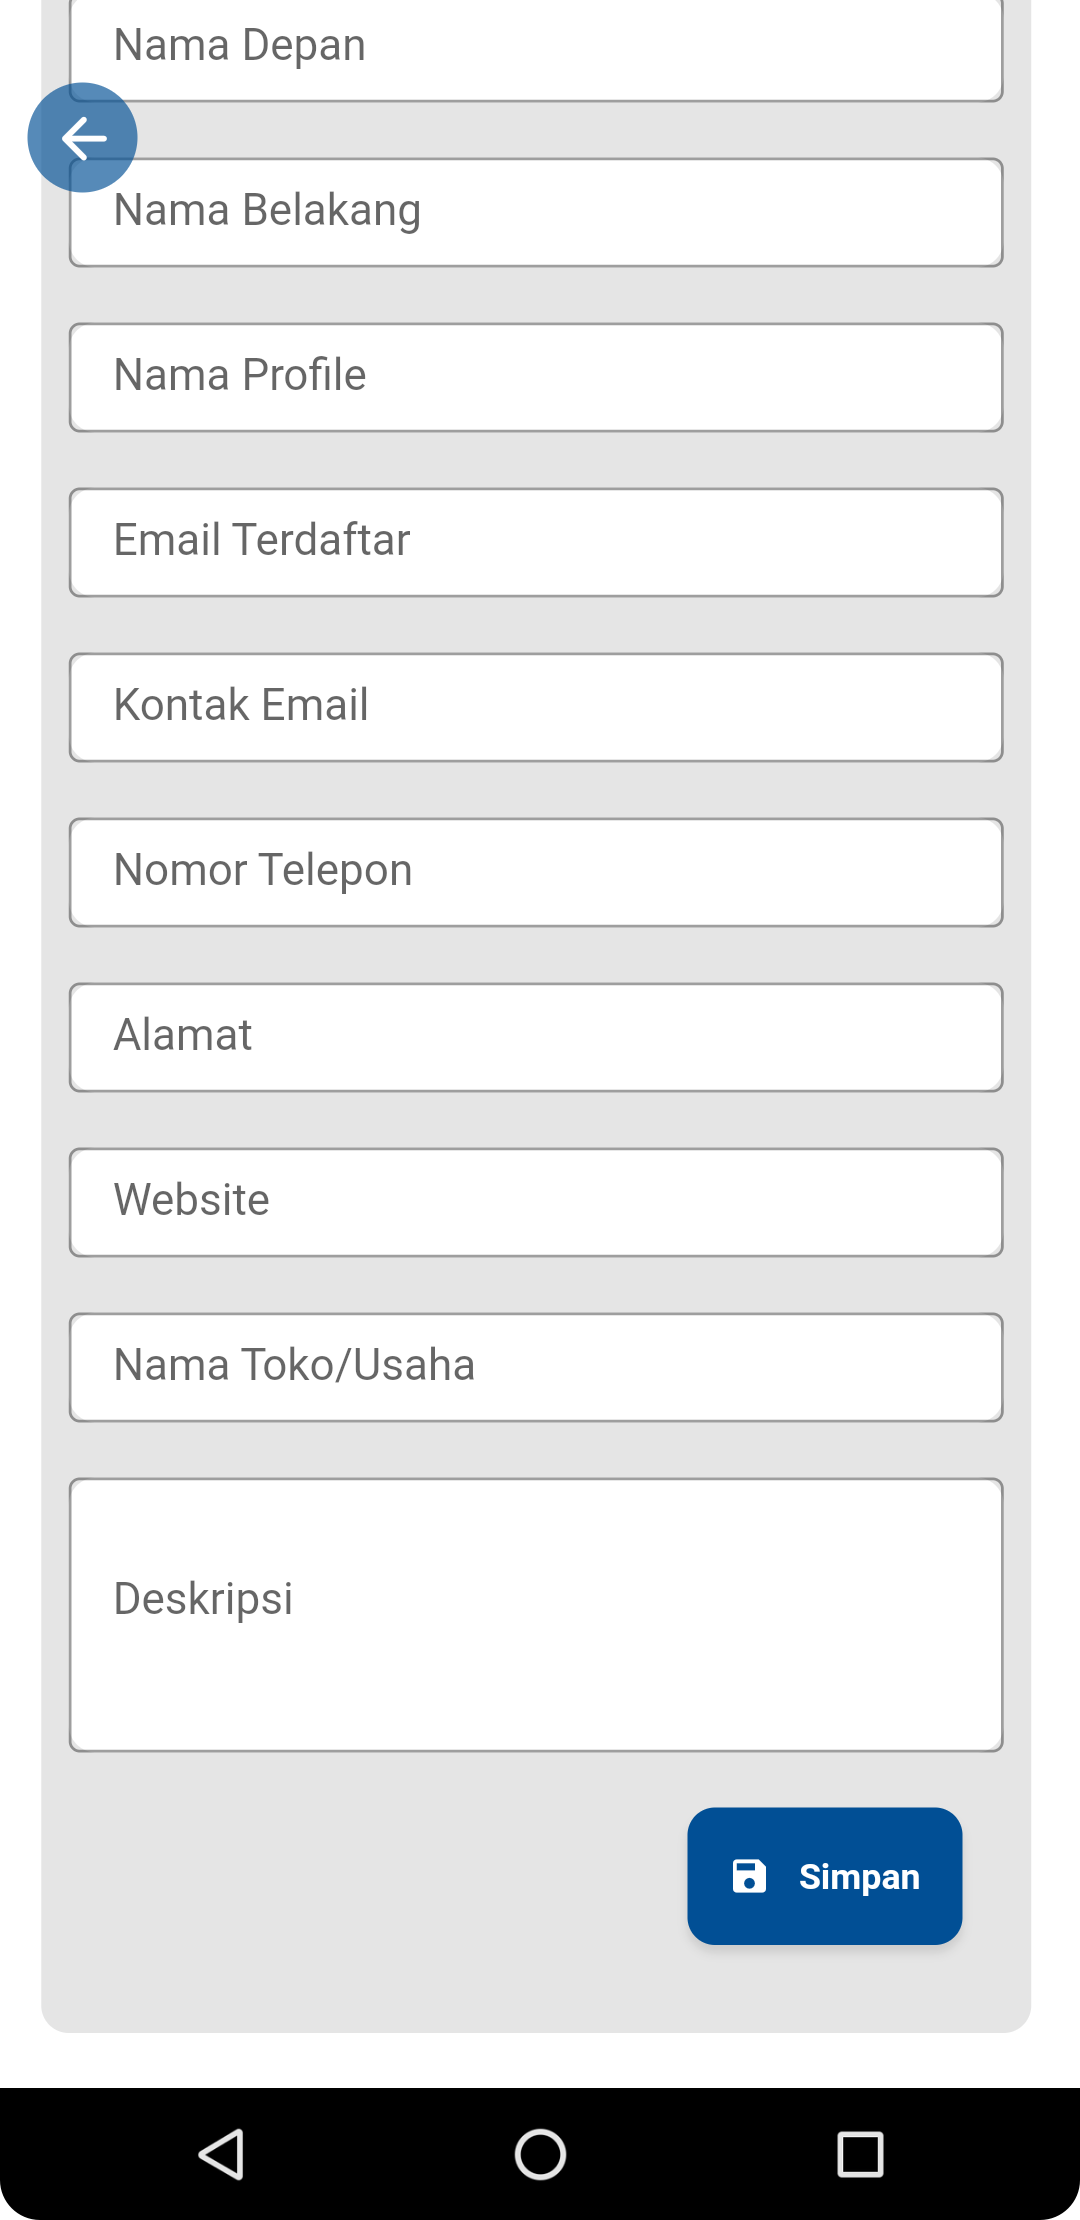 Nama Depan
Nama Belakang
Nama Profile
Email Terdaftar
Kontak Email
Nomor Telepon
Alamat
Website
Nama Toko/Usaha
Deskripsi
Simpan